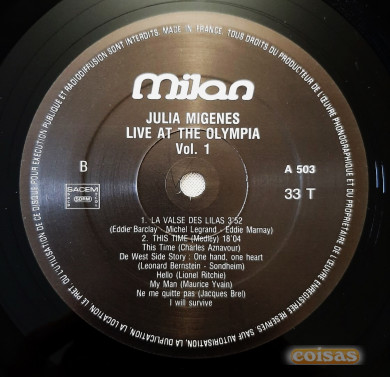 EXECUTION PUBLIQUE ET RADIODIFFUSION SONT INTERDITS. MADE IN FRANCE. TOUS DROITS DU PRODUCTEUR DE L'ŒUVRE PHONOGRAPHIQUE ET DU PROPRIETAIRE DE L'ŒUVRE ENREGISTREE RESERVES. SAUF AUTORISATION, LA DUPLICATION, LA LOCATION, LE PRET OU L'UTILISATION DE CE DISQUE POUR
milan
JULIA MIGENES
LIVE AT THE OLYMPIA
Vol. 1
B
A 503
SACEM
SDRM
33 T
1. LA VALSE DES LILAS 3'52
(Eddie Barclay - Michel Legrand - Eddie Marnay)
2. THIS TIME (Medley) 18'04
This Time (Charles Aznavour)
De West Side Story : One hand, one heart
(Leonard Bernstein - Sondheim)
Hello (Lionel Ritchie)
My Man (Maurice Yvain)
Ne me quitte pas (Jacques Brel)
I will survive
coisas